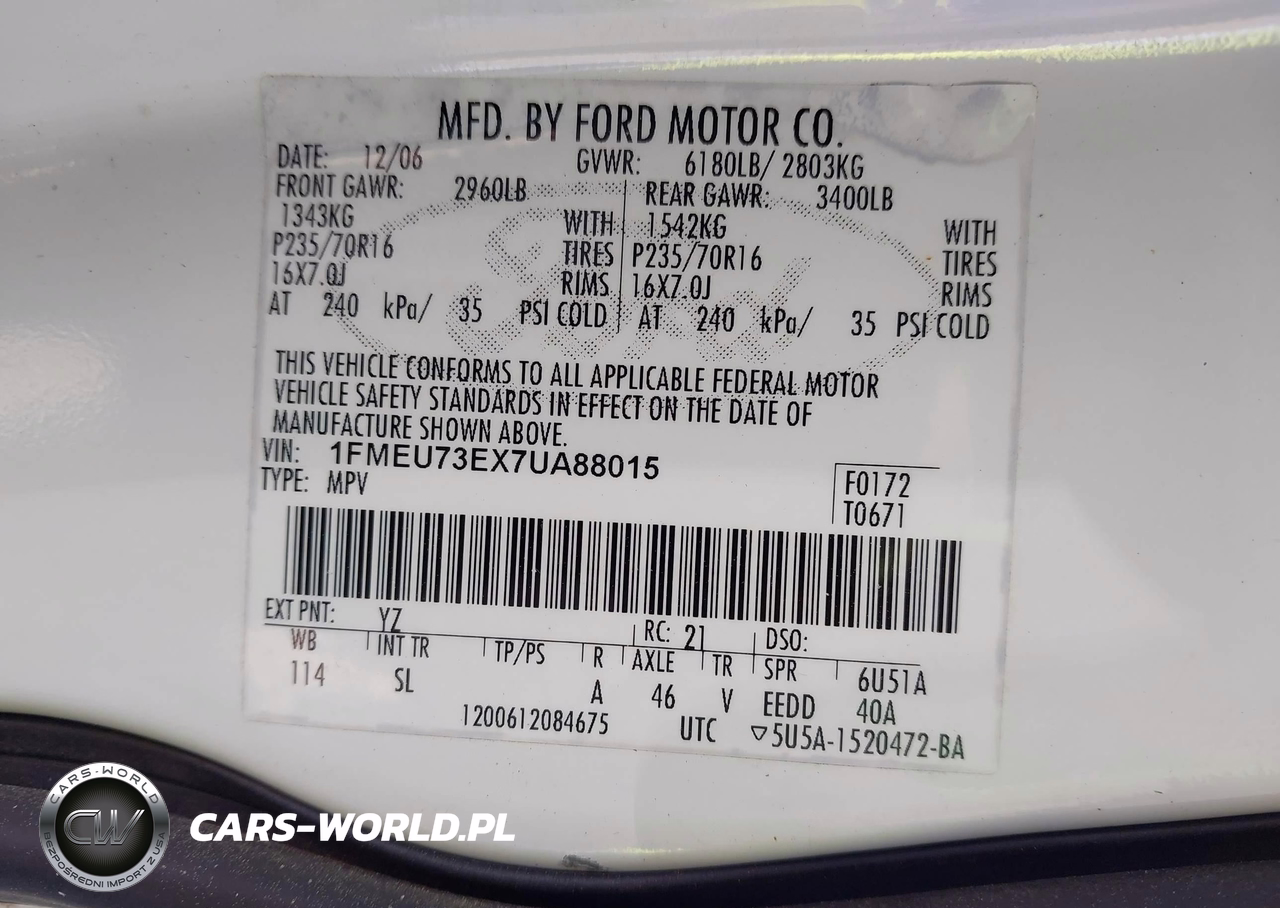 MFD. BY FORD MOTOR CO.
DATE: 12/06 GVWR: 6180LB/ 2803KG
FRONT GAWR: 2960LB REAR GAWR: 3400LB
1343KG WITH 1542KG WITH
P235/70R16 TIRES P235/70R16 TIRES
16X7.0J RIMS 16X7.0J RIMS
AT 240 kPa/ 35 PSI COLD AT 240 kPa/ 35 PSI COLD
THIS VEHICLE CONFORMS TO ALL APPLICABLE FEDERAL MOTOR
VEHICLE SAFETY STANDARDS IN EFFECT ON THE DATE OF
MANUFACTURE SHOWN ABOVE.
VIN: 1FMEU73EX7UA88015
TYPE: MPV
F0172
T0671
EXT PNT: YZ RC: 21 DSO:
WB INT TR TP/PS R AXLE TR SPR 6U51A
114 SL A 46 V EEDD 40A
1200612084675 UTC ▽5U5A-1520472-BA
CARS-WORLD
CW
BEZPOŚREDNI IMPORT Z USA
CARS-WORLD.PL